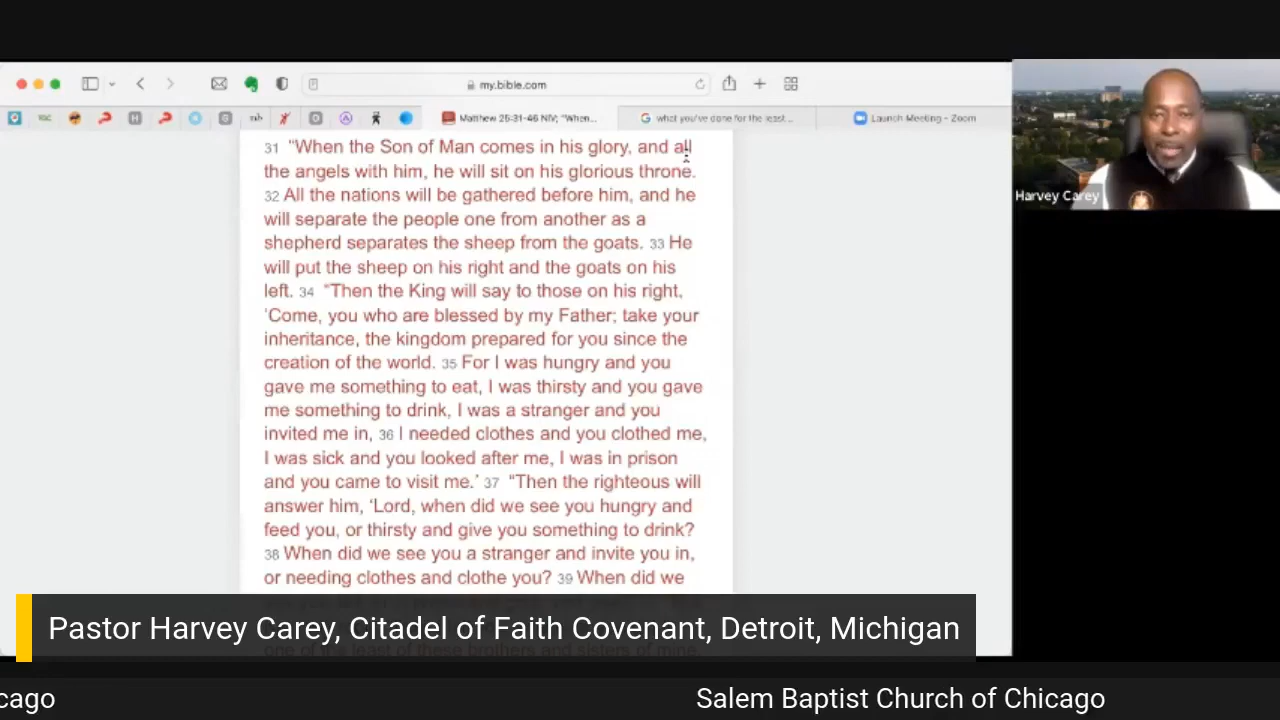 my.bible.com
Matthew 25:31-46 NIV; "When...
what you've done for the least ...
Launch Meeting - Zoom
31 "When the Son of Man comes in his glory, and all
the angels with him, he will sit on his glorious throne.
32 All the nations will be gathered before him, and he
will separate the people one from another as a
shepherd separates the sheep from the goats. 33 He
will put the sheep on his right and the goats on his
left. 34 "Then the King will say to those on his right,
'Come, you who are blessed by my Father; take your
inheritance, the kingdom prepared for you since the
creation of the world. 35 For I was hungry and you
gave me something to eat, I was thirsty and you gave
me something to drink, I was a stranger and you
invited me in, 36 I needed clothes and you clothed me,
I was sick and you looked after me, I was in prison
and you came to visit me.' 37 "Then the righteous will
answer him, 'Lord, when did we see you hungry and
feed you, or thirsty and give you something to drink?
38 When did we see you a stranger and invite you in,
or needing clothes and clothe you? 39 When did we
one of the least of these brothers and sisters of mine,
Harvey Carey
Pastor Harvey Carey, Citadel of Faith Covenant, Detroit, Michigan
cago
Salem Baptist Church of Chicago